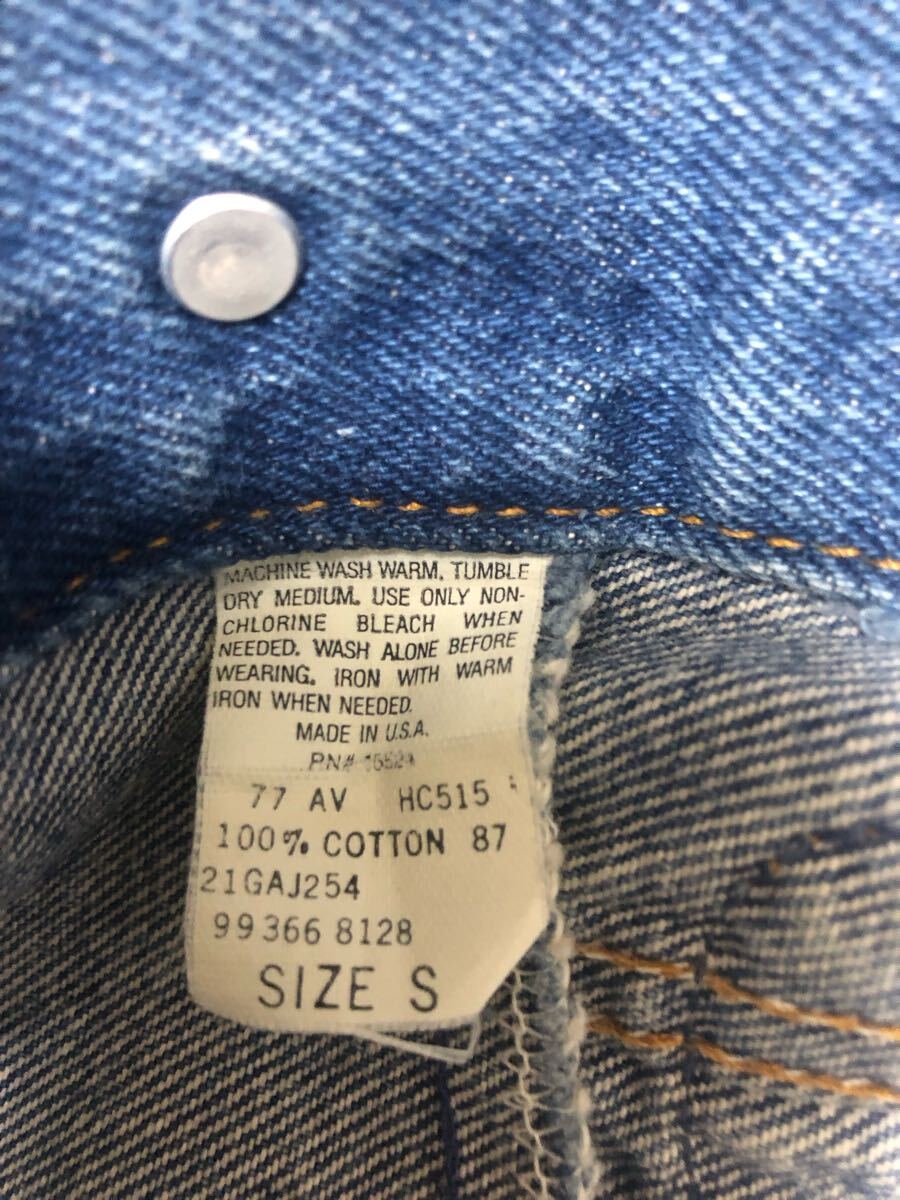 MACHINE WASH WARM. TUMBLE
DRY MEDIUM. USE ONLY NON-
CHLORINE BLEACH WHEN
NEEDED. WASH ALONE BEFORE
WEARING. IRON WITH WARM
IRON WHEN NEEDED.
MADE IN U.S.A.
PN#
77 AV HC515
100% COTTON 87
21GAJ254
99366 8128
SIZE S